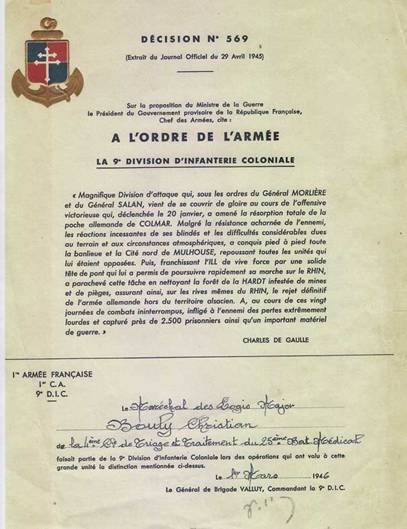 DÉCISION N° 569
(Extrait du Journal Officiel du 29 Avril 1945)
Sur la proposition du Ministre de la Guerre
le Président du Gouvernement provisoire de la République Française,
Chef des Armées, cite :
A L'ORDRE DE L'ARMÉE
LA 9e DIVISION D'INFANTERIE COLONIALE
« Magnifique Division d'attaque qui, sous les ordres du Général MORLIÈRE
et du Général SALAN, vient de se couvrir de gloire au cours de l'offensive
victorieuse qui, déclenchée le 20 janvier, a amené la résorption totale de la
poche allemande de COLMAR. Malgré la résistance acharnée de l'ennemi,
les réactions incessantes de ses blindés et les difficultés considérables dues
au terrain et aux circonstances atmosphériques, a conquis pied à pied toute
la banlieue et la Cité nord de MULHOUSE, repoussant toutes les unités qui
lui étaient opposées. Puis, franchissant l'ILL de vive force par une solide
tête de pont qui lui a permis de poursuivre rapidement sa marche sur le RHIN,
a parachevé cette tâche en nettoyant la forêt de la HARDT infestée de mines
et de pièges, assurant ainsi, sur les rives mêmes du RHIN, le rejet définitif
de l'armée allemande hors du territoire alsacien. A, au cours de ces vingt
journées de combats ininterrompus, infligé à l'ennemi des pertes extrêmement
lourdes et capturé près de 2.500 prisonniers ainsi qu'un important matériel
de guerre. »
CHARLES DE GAULLE
1re ARMÉE FRANÇAISE
1er C.A.
9e D.I.C.
Le Maréchal des Logis Major
Bouly Christian
de la 4ème Cie de Triage et Traitement du 25ème Bat. Médical
faisait partie de la 9e Division d'Infanterie Coloniale lors des opérations qui ont valu à cette
grande unité la distinction mentionnée ci-dessus.
Le 1er Mars 1946
Le Général de Brigade VALLUY, Commandant la 9e D.I.C.